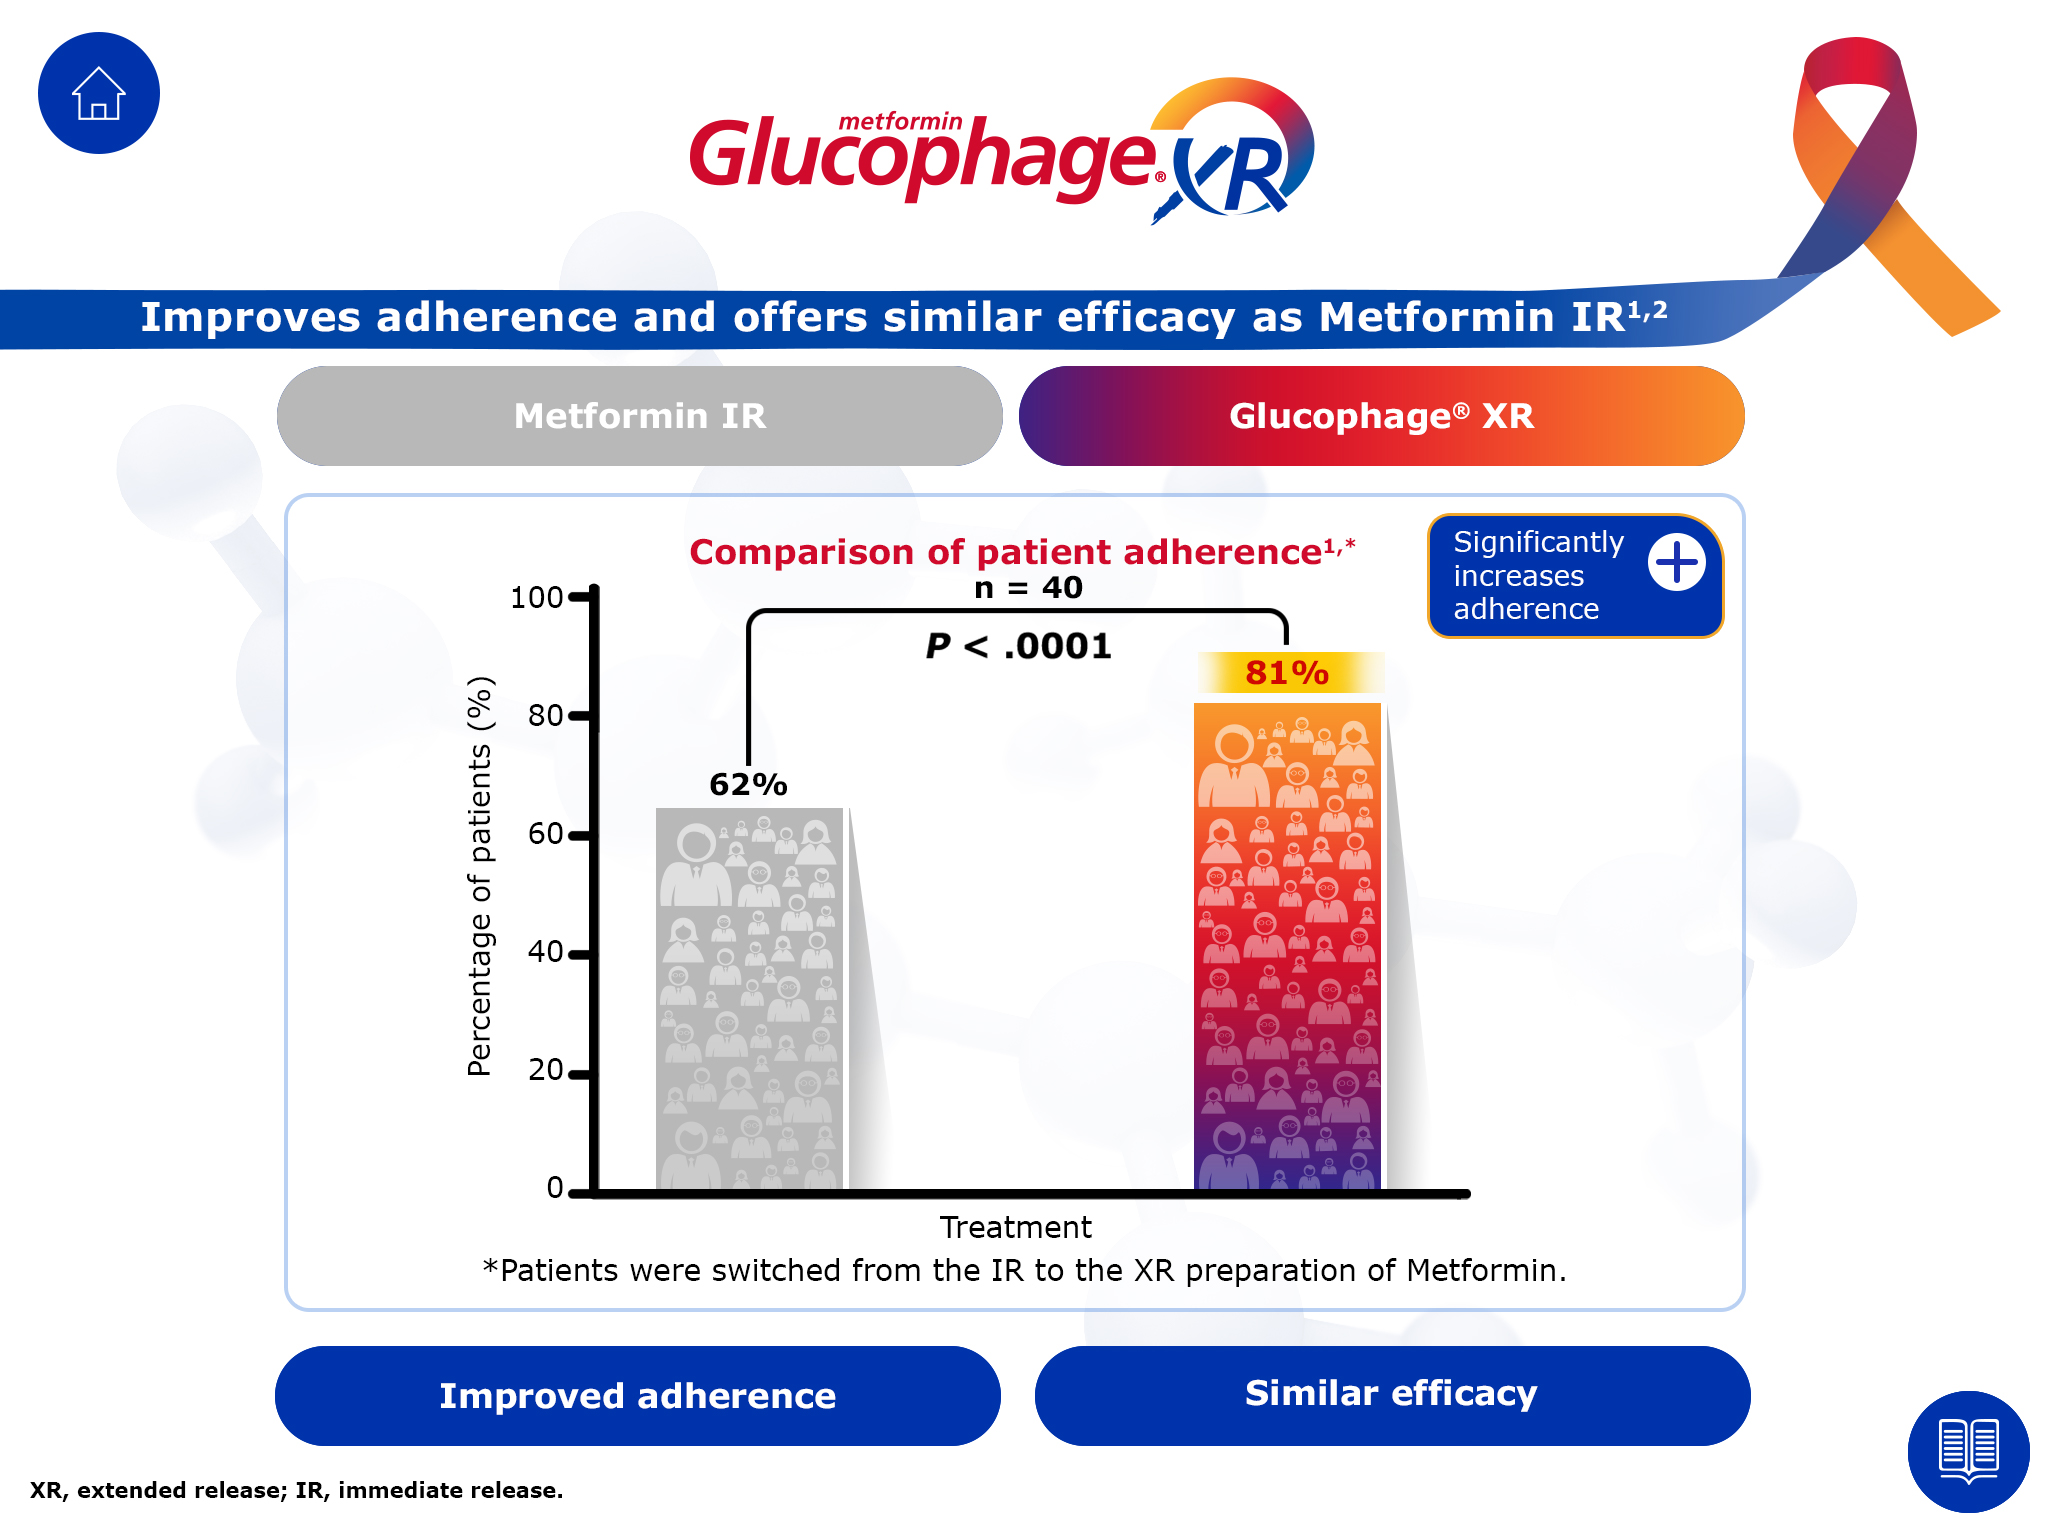 metformin
Glucophage® XR
Improves adherence and offers similar efficacy as Metformin IR¹,²
Metformin IR
Glucophage® XR
Comparison of patient adherence¹,*
n = 40
P < .0001
Significantly
increases
adherence
Percentage of patients (%)
100
80
60
40
20
0
62%
81%
Treatment
*Patients were switched from the IR to the XR preparation of Metformin.
Improved adherence
Similar efficacy
XR, extended release; IR, immediate release.